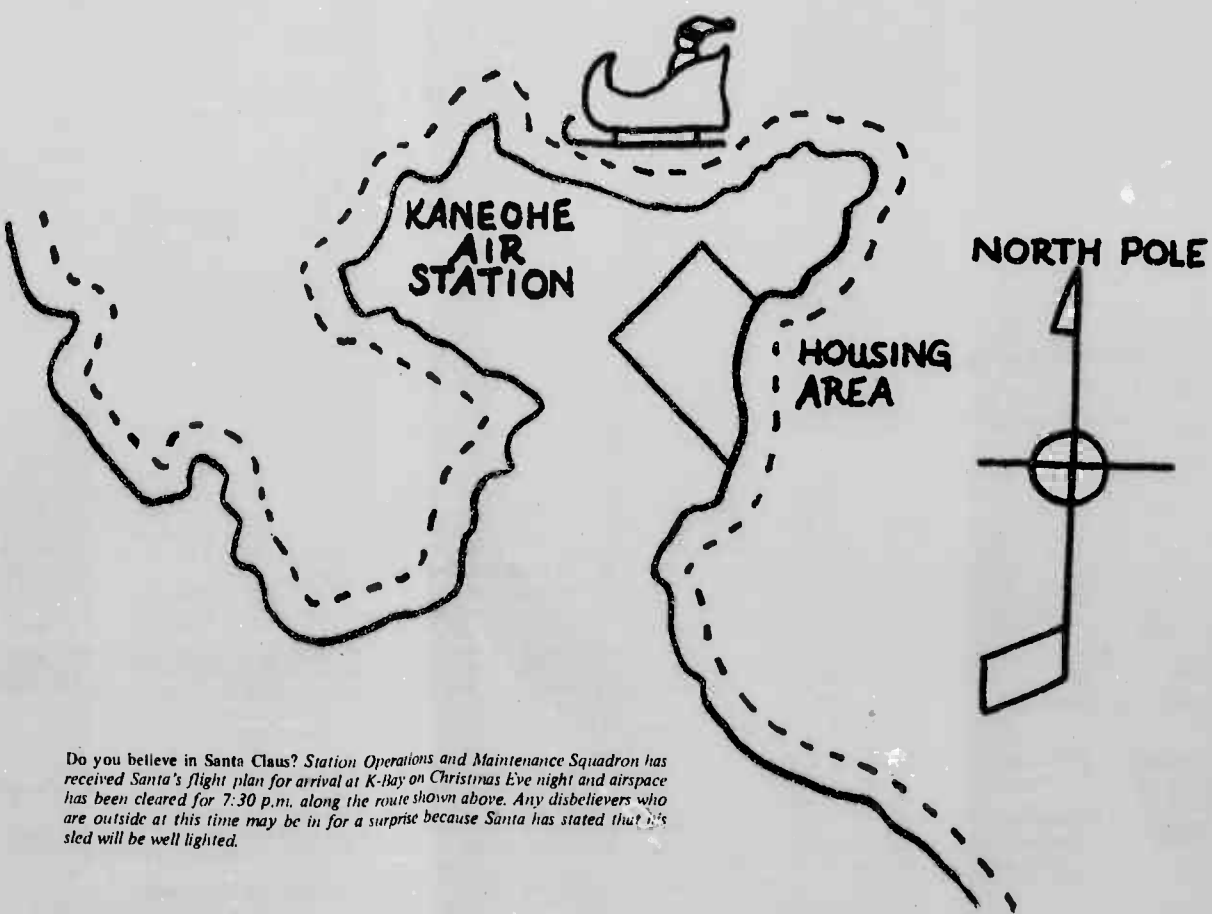 KANEOHE
AIR
STATION
NORTH POLE
HOUSING
AREA
Do you believe in Santa Claus? Station Operations and Maintenance Squadron has
received Santa's flight plan for arrival at K-Bay on Christmas Eve night and airspace
has been cleared for 7:30 p.m. along the route shown above. Any disbelievers who
are outside at this time may be in for a surprise because Santa has stated that his
sled will be well lighted.